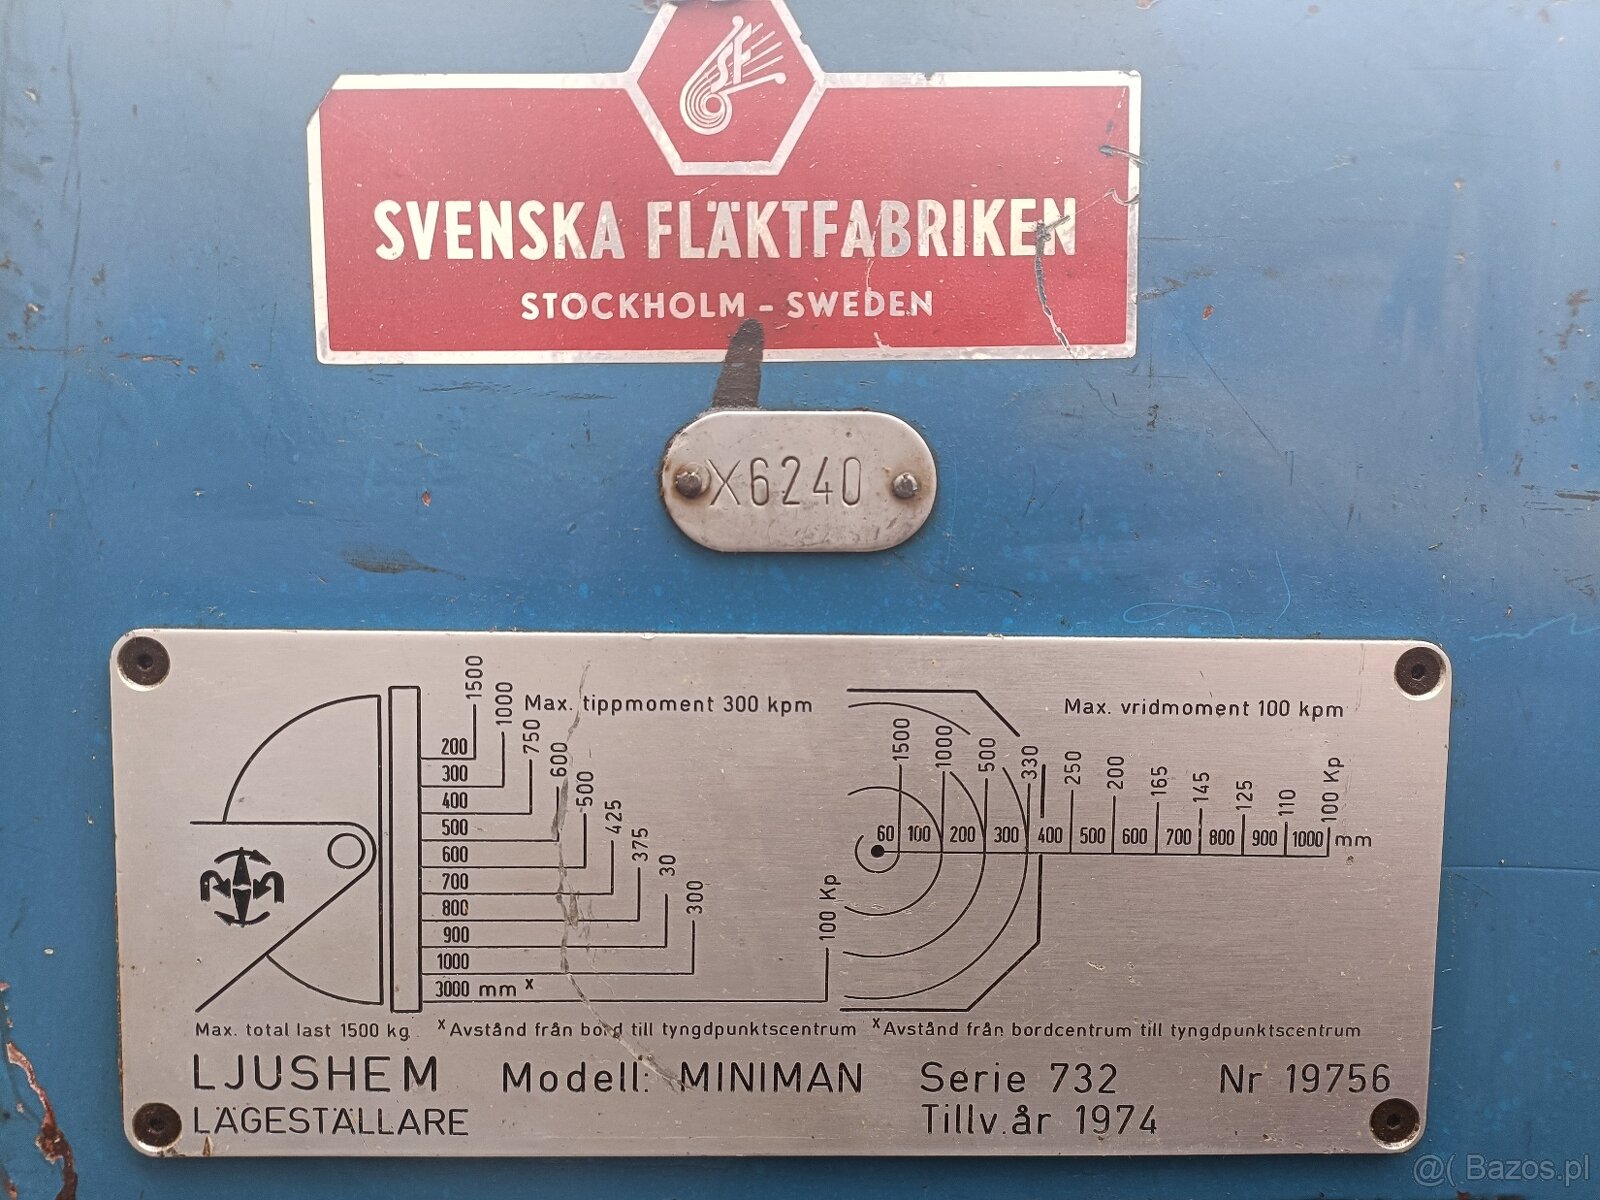 SF
SVENSKA FLÄKTFABRIKEN
STOCKHOLM - SWEDEN
X6240
Max. tippmoment 300 kpm
200 1500
300 1000
400 750
500 600
600 500
700 425
800 375
900 30
1000 300
3000 mm x 100 Kp
Max. vridmoment 100 kpm
1500 1000 500 330 250 200 165 145 125 110 100 Kp
60 100 200 300 400 500 600 700 800 900 1000 mm
Max. total last 1500 kg. x Avstånd från bord till tyngdpunktscentrum x Avstånd från bordcentrum till tyngdpunktscentrum
LJUSHEM Modell: MINIMAN Serie 732 Nr 19756
LÄGESTÄLLARE Tillv.år 1974
@( Bazos.pl